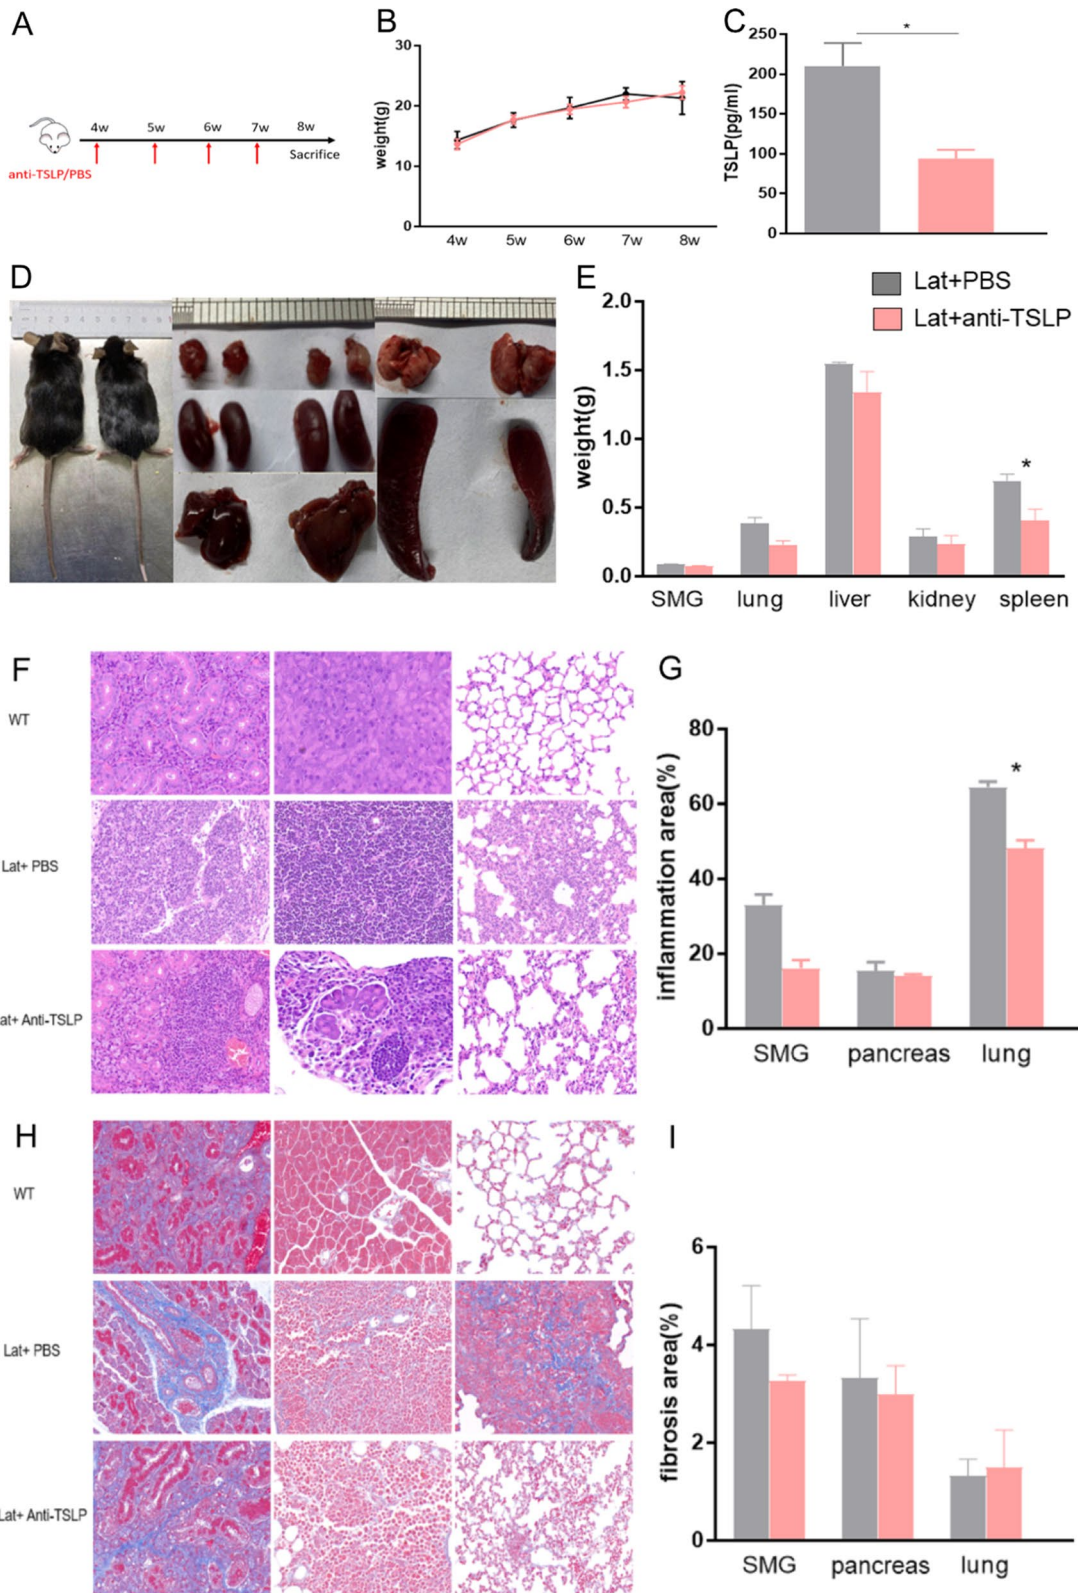 A
4w
5w
6w
7w
8w
Sacrifice
anti-TSLP/PBS
B
weight(g)
30
20
10
0
4w
5w
6w
7w
8w
C
TSLP(pg/ml)
250
200
150
100
50
0
*
D
E
Lat+PBS
Lat+anti-TSLP
weight(g)
2.0
1.5
1.0
0.5
0.0
*
SMG
lung
liver
kidney
spleen
F
WT
Lat+ PBS
at+ Anti-TSLP
G
inflammation area(%)
80
60
40
20
0
*
SMG
pancreas
lung
H
WT
Lat+ PBS
Lat+ Anti-TSLP
I
fibrosis area(%)
6
4
2
0
SMG
pancreas
lung